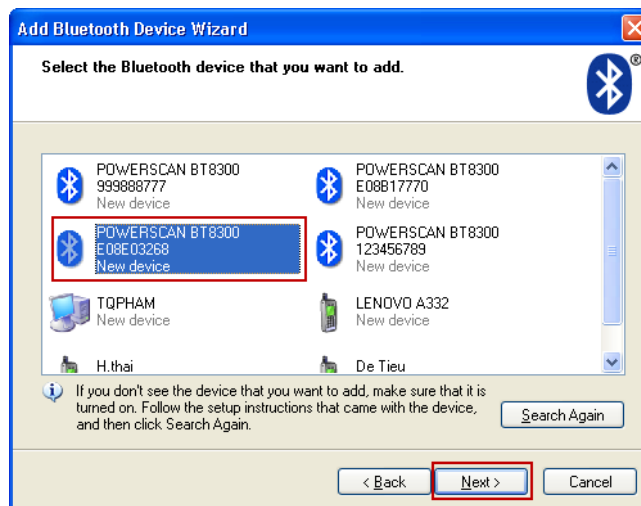 Add Bluetooth Device Wizard
Select the Bluetooth device that you want to add.
®
POWERSCAN BT8300
999888777
New device
POWERSCAN BT8300
E08B17770
New device
POWERSCAN BT8300
E08E03268
New device
POWERSCAN BT8300
123456789
New device
TQPHAM
New device
LENOVO A332
New device
H.thai
De Tieu
If you don't see the device that you want to add, make sure that it is
turned on. Follow the setup instructions that came with the device,
and then click Search Again.
Search Again
< Back
Next >
Cancel